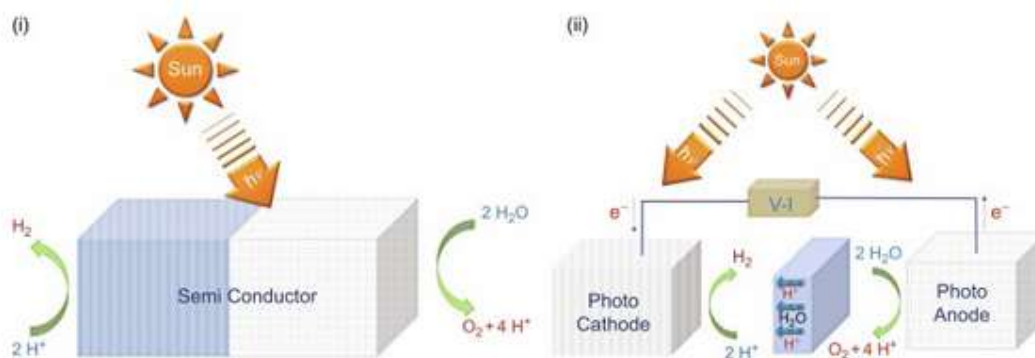 (i)
Sun
hν
H₂
2 H₂O
Semi Conductor
2 H⁺
O₂ + 4 H⁺
(ii)
Sun
hν
hν
V-I
e⁻
e⁻
H₂
2 H₂O
Photo
Cathode
H⁺
H₂O
H⁺
Photo
Anode
2 H⁺
O₂ + 4 H⁺